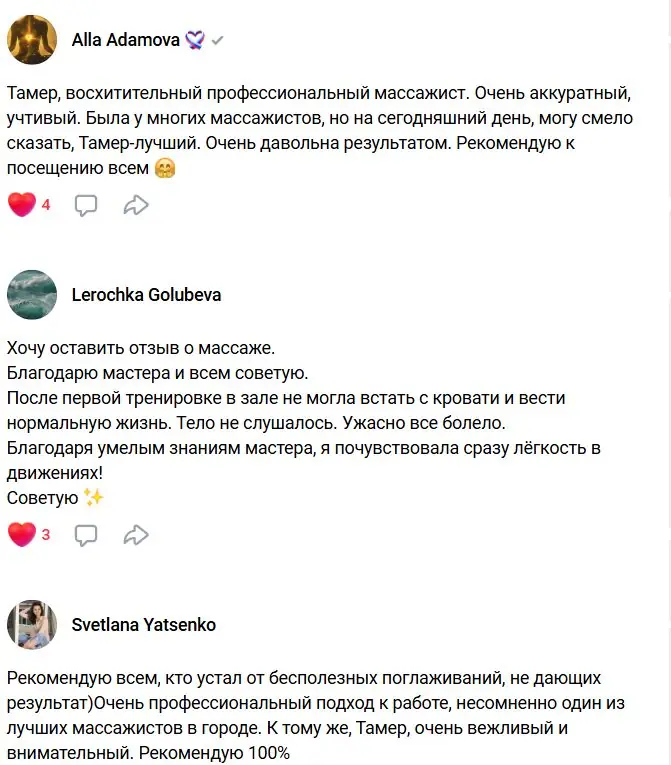 Alla Adamova
Тамер, восхитительный профессиональный массажист. Очень аккуратный,
учтивый. Была у многих массажистов, но на сегодняшний день, могу смело
сказать, Тамер-лучший. Очень давольна результатом. Рекомендую к
посещению всем 🤗
4
Lerochka Golubeva
Хочу оставить отзыв о массаже.
Благодарю мастера и всем советую.
После первой тренировке в зале не могла встать с кровати и вести
нормальную жизнь. Тело не слушалось. Ужасно все болело.
Благодаря умелым знаниям мастера, я почувствовала сразу лёгкость в
движениях!
Советую ✨
3
Svetlana Yatsenko
Рекомендую всем, кто устал от бесполезных поглаживаний, не дающих
результат)Очень профессиональный подход к работе, несомненно один из
лучших массажистов в городе. К тому же, Тамер, очень вежливый и
внимательный. Рекомендую 100%